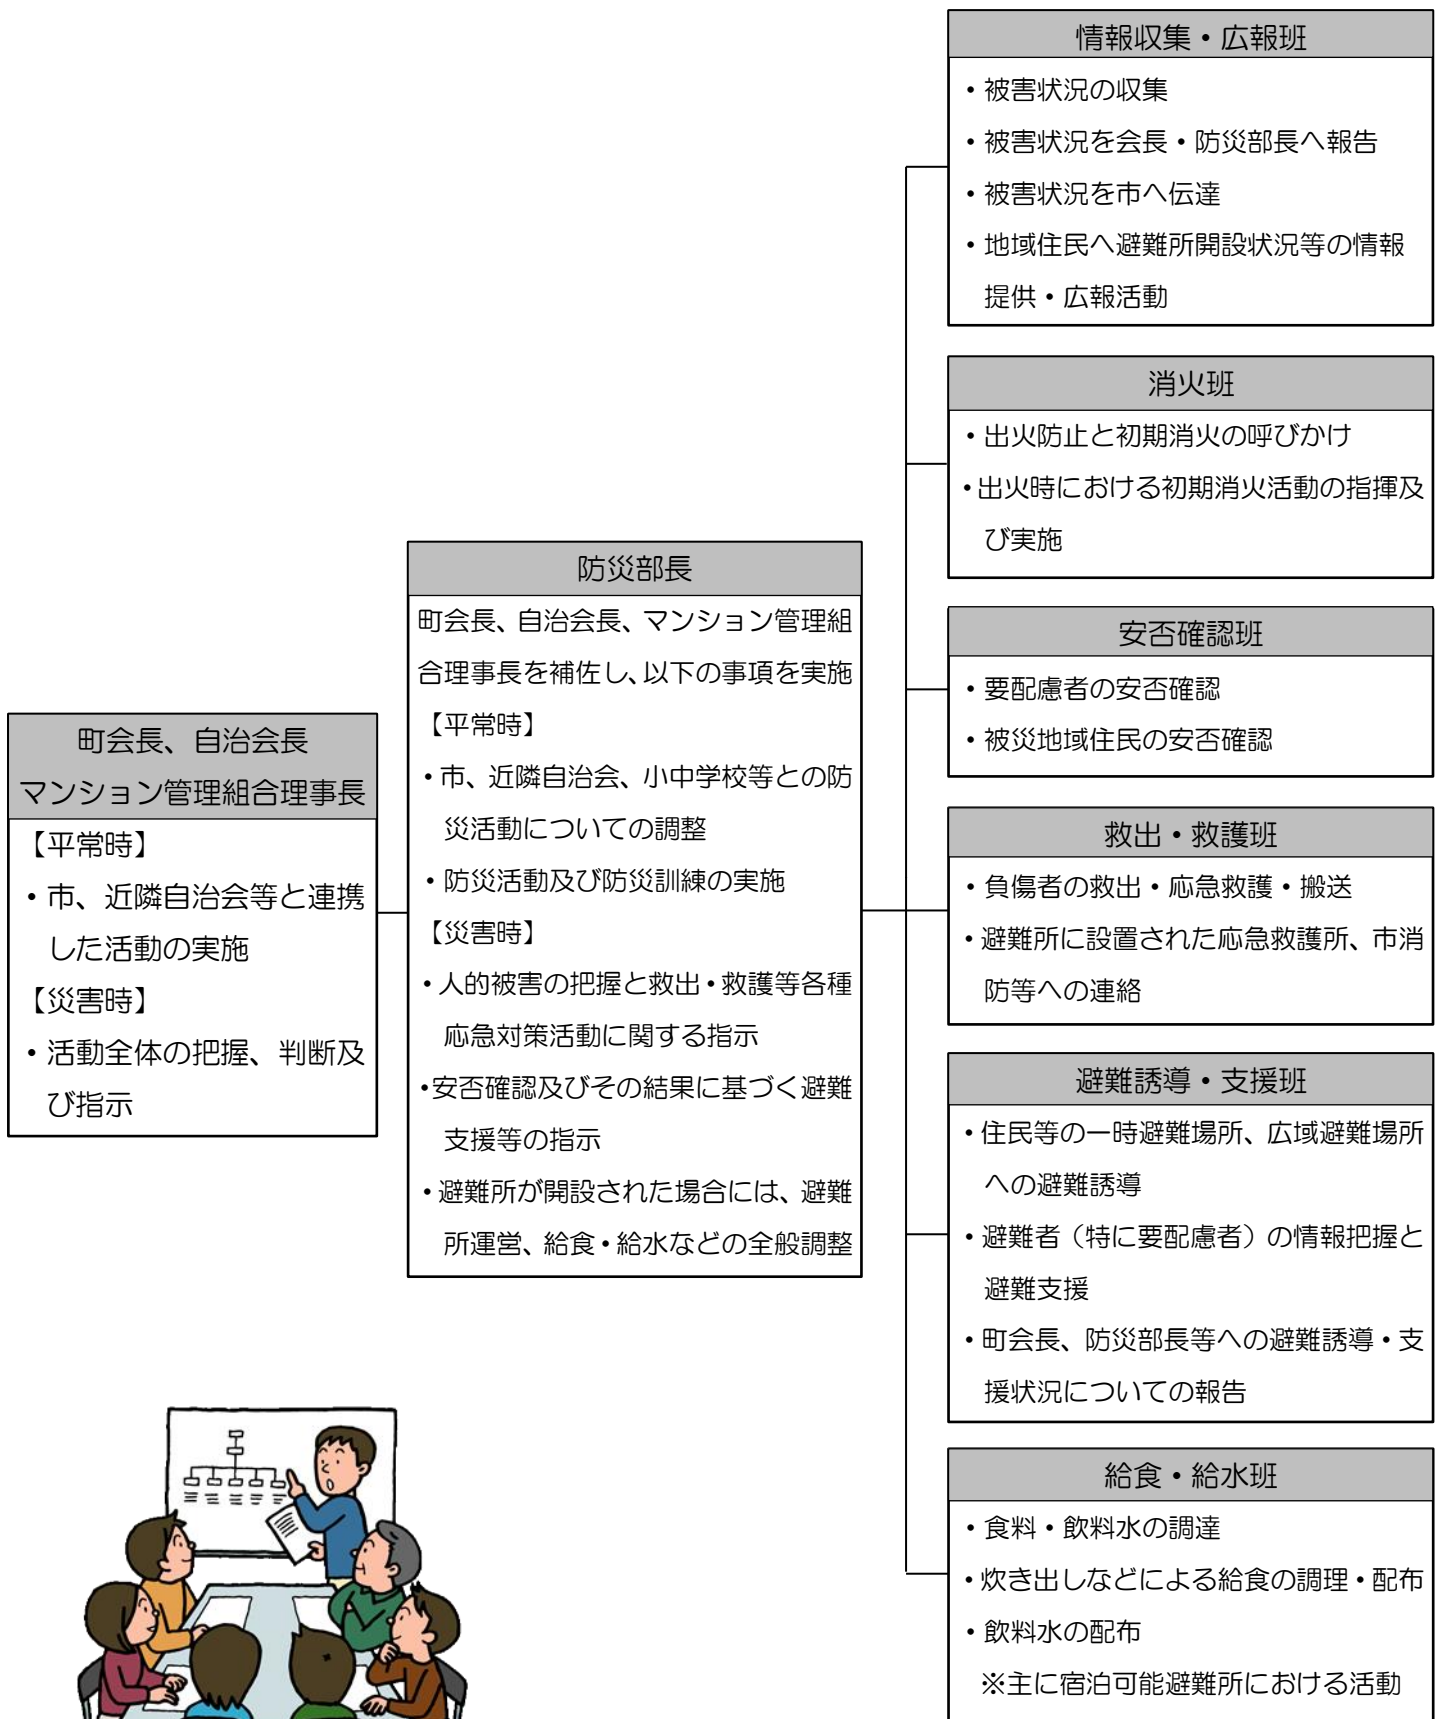 町会長、自治会長
マンション管理組合理事長
【平常時】
・市、近隣自治会等と連携
した活動の実施
【災害時】
・活動全体の把握、判断及
び指示
防災部長
町会長、自治会長、マンション管理組
合理事長を補佐し、以下の事項を実施
【平常時】
・市、近隣自治会、小中学校等との防
災活動についての調整
・防災活動及び防災訓練の実施
【災害時】
・人的被害の把握と救出・救護等各種
応急対策活動に関する指示
・安否確認及びその結果に基づく避難
支援等の指示
・避難所が開設された場合には、避難
所運営、給食・給水などの全般調整
情報収集・広報班
・被害状況の収集
・被害状況を会長・防災部長へ報告
・被害状況を市へ伝達
・地域住民へ避難所開設状況等の情報
提供・広報活動
消火班
・出火防止と初期消火の呼びかけ
・出火時における初期消火活動の指揮及
び実施
安否確認班
・要配慮者の安否確認
・被災地域住民の安否確認
救出・救護班
・負傷者の救出・応急救護・搬送
・避難所に設置された応急救護所、市消
防等への連絡
避難誘導・支援班
・住民等の一時避難場所、広域避難場所
への避難誘導
・避難者（特に要配慮者）の情報把握と
避難支援
・町会長、防災部長等への避難誘導・支
援状況についての報告
給食・給水班
・食料・飲料水の調達
・炊き出しなどによる給食の調理・配布
・飲料水の配布
※主に宿泊可能避難所における活動